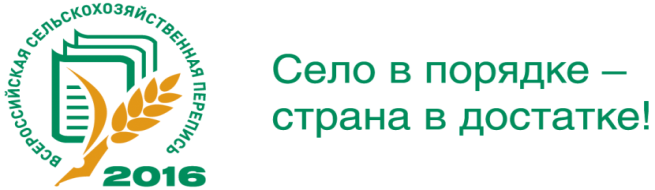 ВСЕРОССИЙСКАЯ СЕЛЬСКОХОЗЯЙСТВЕННАЯ ПЕРЕПИСЬ
2016
Село в порядке –
страна в достатке!